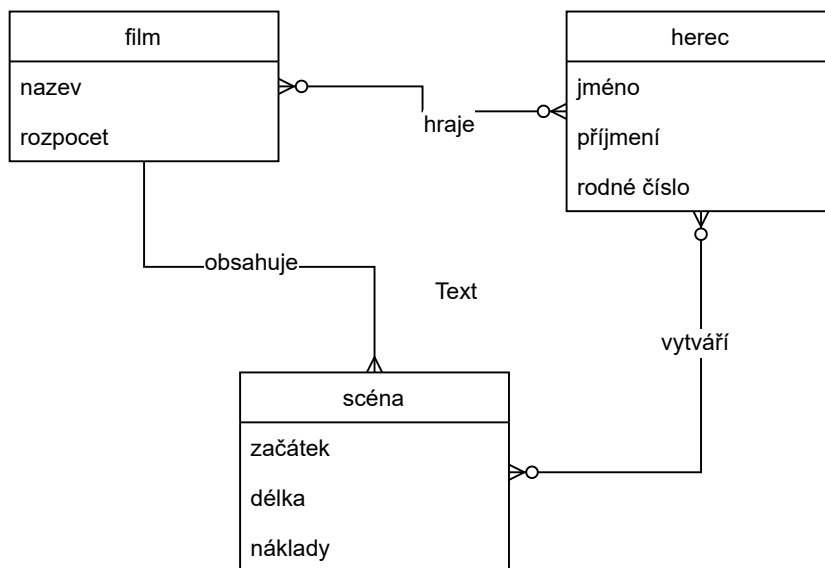 film
nazev
rozpocet
herec
jméno
příjmení
rodné číslo
hraje
obsahuje
Text
vytváří
scéna
začátek
délka
náklady